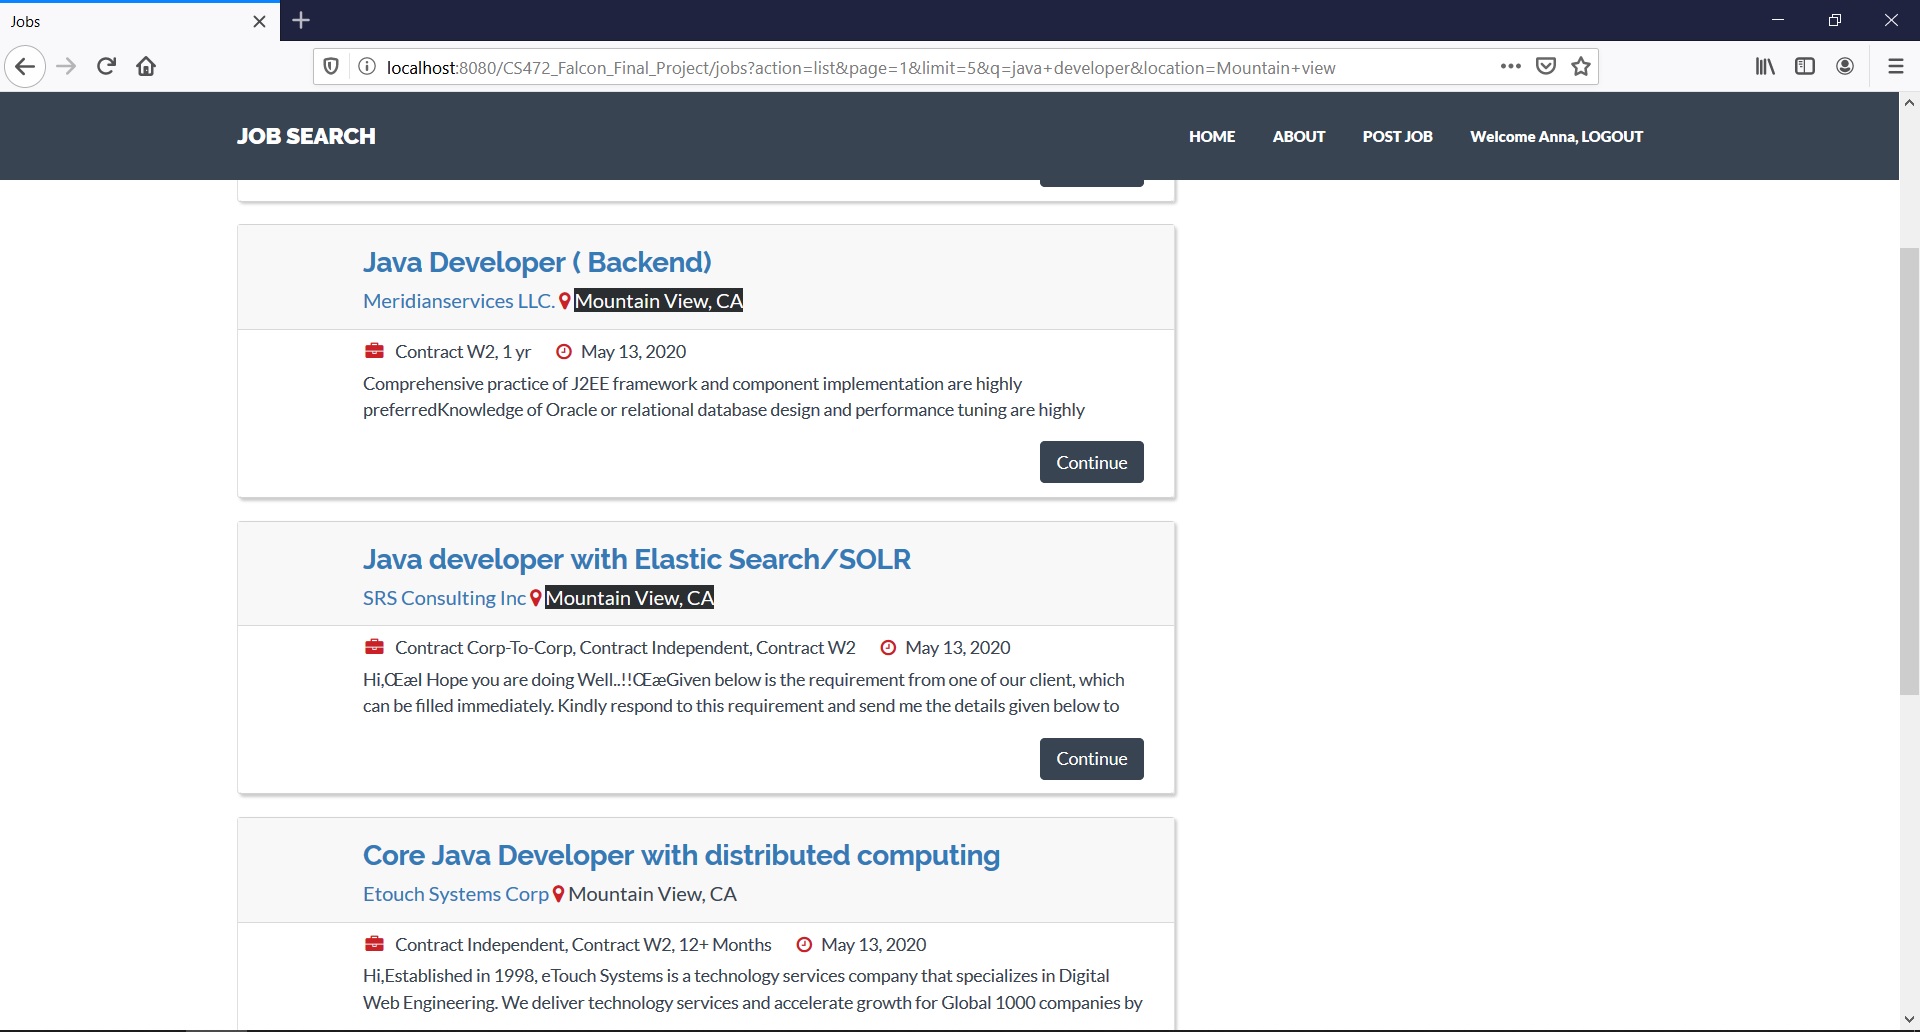 Jobs
localhost:8080/CS472_Falcon_Final_Project/jobs?action=list&page=1&limit=5&q=java+developer&location=Mountain+view
JOB SEARCH HOME ABOUT POST JOB Welcome Anna, LOGOUT
Java Developer ( Backend)
Meridianservices LLC. Mountain View, CA
Contract W2, 1 yr May 13, 2020
Comprehensive practice of J2EE framework and component implementation are highly
preferredKnowledge of Oracle or relational database design and performance tuning are highly
Continue
Java developer with Elastic Search/SOLR
SRS Consulting Inc Mountain View, CA
Contract Corp-To-Corp, Contract Independent, Contract W2 May 13, 2020
Hi,ŒæI Hope you are doing Well..!!ŒæGiven below is the requirement from one of our client, which
can be filled immediately. Kindly respond to this requirement and send me the details given below to
Continue
Core Java Developer with distributed computing
Etouch Systems Corp Mountain View, CA
Contract Independent, Contract W2, 12+ Months May 13, 2020
Hi,Established in 1998, eTouch Systems is a technology services company that specializes in Digital
Web Engineering. We deliver technology services and accelerate growth for Global 1000 companies by